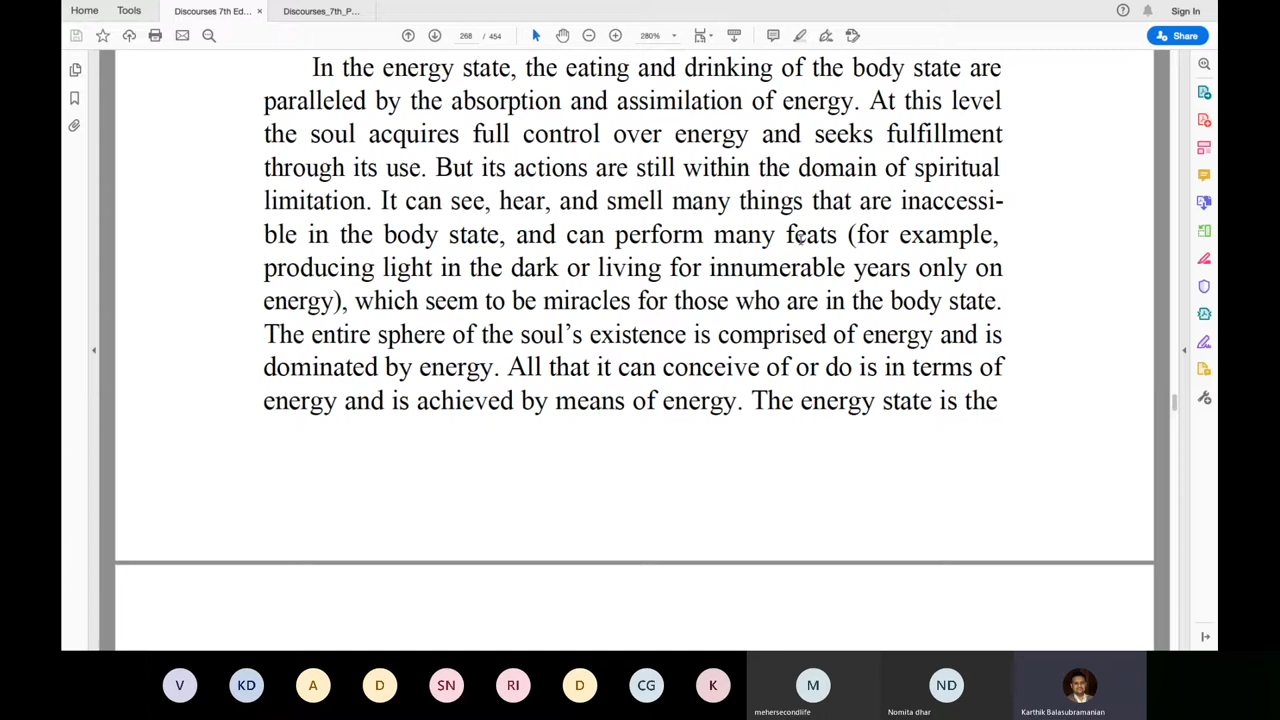 Home
Tools
Discourses 7th Ed... ×
Discourses_7th_P...
Sign In
268 / 454
280%
Share
In the energy state, the eating and drinking of the body state are
paralleled by the absorption and assimilation of energy. At this level
the soul acquires full control over energy and seeks fulfillment
through its use. But its actions are still within the domain of spiritual
limitation. It can see, hear, and smell many things that are inaccessi-
ble in the body state, and can perform many feats (for example,
producing light in the dark or living for innumerable years only on
energy), which seem to be miracles for those who are in the body state.
The entire sphere of the soul’s existence is comprised of energy and is
dominated by energy. All that it can conceive of or do is in terms of
energy and is achieved by means of energy. The energy state is the
V
KD
A
D
SN
RI
D
CG
K
M
ND
mehersecondlife
Nomita dhar
Karthik Balasubramanian